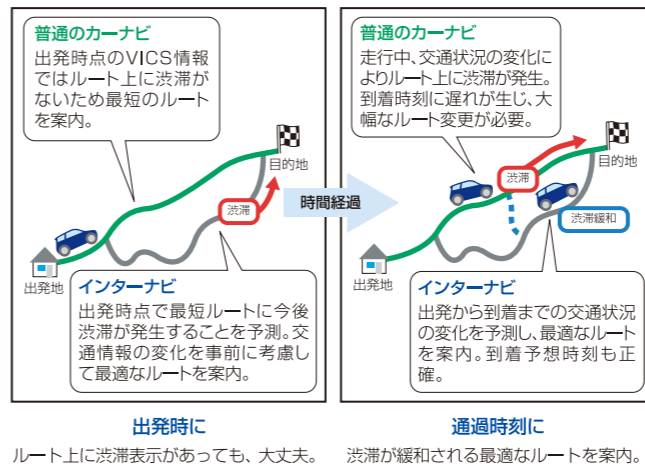 普通のカーナビ
出発時点のVICS情報
ではルート上に渋滞が
ないため最短のルート
を案内。
目的地
渋滞
出発地
インターナビ
出発時点で最短ルートに今後
渋滞が発生することを予測。交
通情報の変化を事前に考慮し
て最適なルートを案内。
時間経過
普通のカーナビ
走行中、交通状況の変化に
よりルート上に渋滞が発生。
到着時刻に遅れが生じ、大
幅なルート変更が必要。
目的地
渋滞
渋滞緩和
出発地
インターナビ
出発から到着までの交通状況
の変化を予測し、最適なルート
を案内。到着予想時刻も正
確。
出発時に
ルート上に渋滞表示があっても、大丈夫。
通過時刻に
渋滞が緩和される最適なルートを案内。